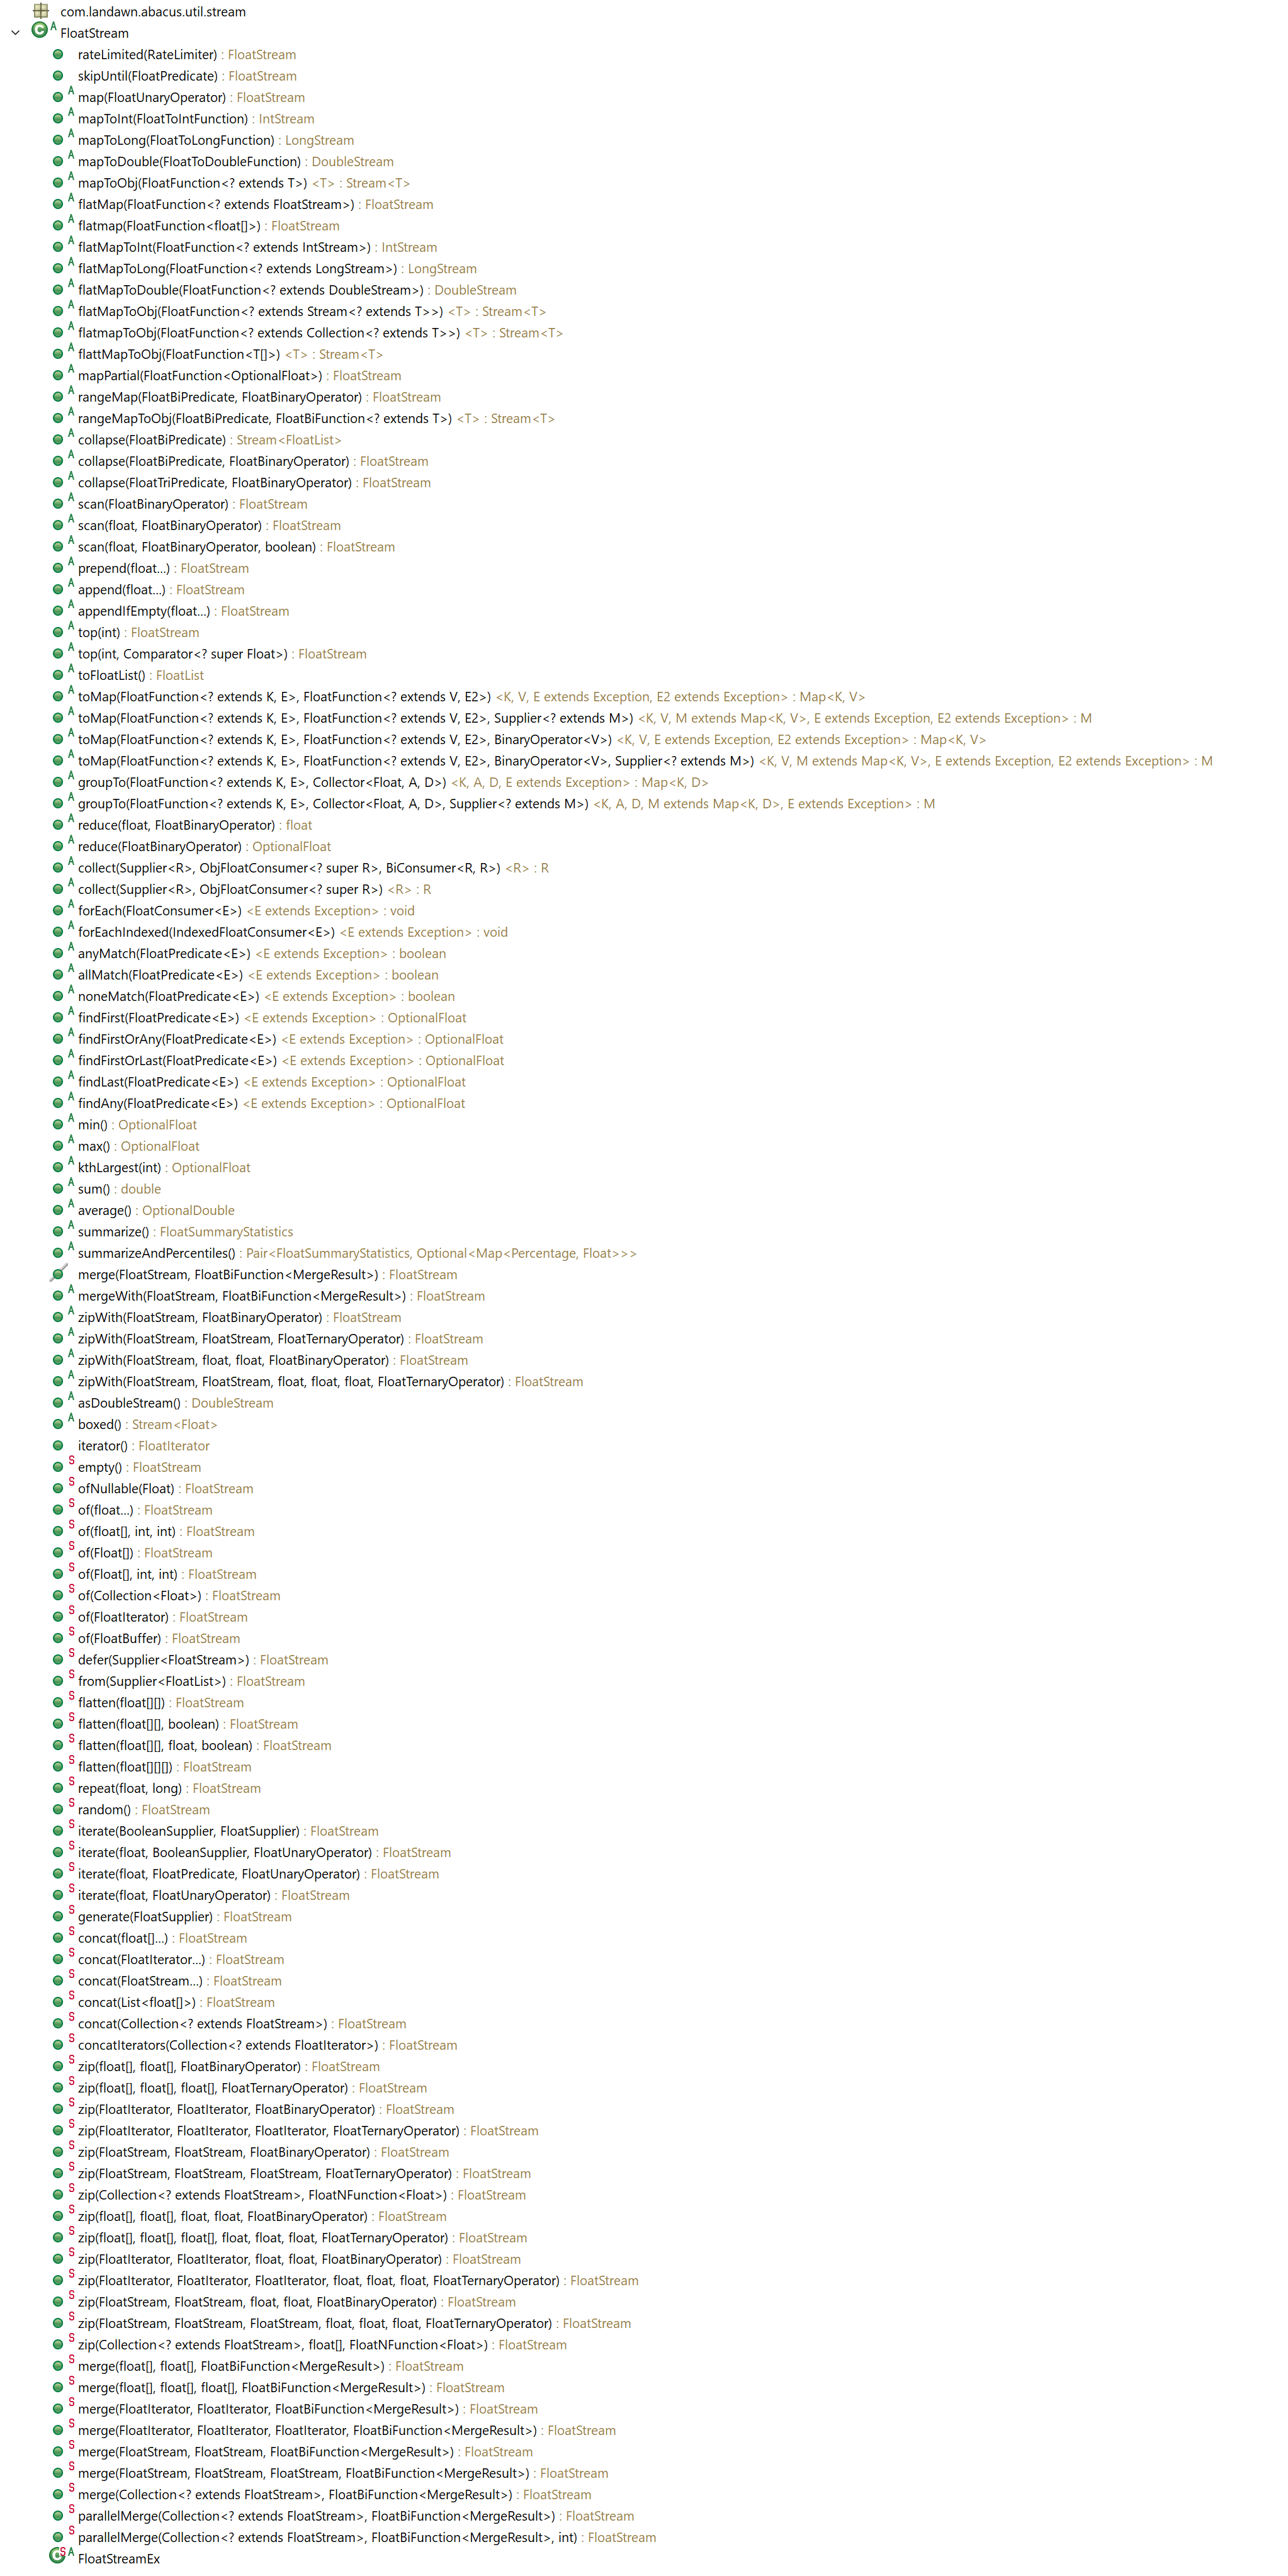 com.landawn.abacus.util.stream
FloatStream
rateLimited(RateLimiter) : FloatStream
skipUntil(FloatPredicate) : FloatStream
map(FloatUnaryOperator) : FloatStream
mapToInt(FloatToIntFunction) : IntStream
mapToLong(FloatToLongFunction) : LongStream
mapToDouble(FloatToDoubleFunction) : DoubleStream
mapToObj(FloatFunction<? extends T>) <T> : Stream<T>
flatMap(FloatFunction<? extends FloatStream>) : FloatStream
flatmap(FloatFunction<float[]>) : FloatStream
flatMapToInt(FloatFunction<? extends IntStream>) : IntStream
flatMapToLong(FloatFunction<? extends LongStream>) : LongStream
flatMapToDouble(FloatFunction<? extends DoubleStream>) : DoubleStream
flatMapToObj(FloatFunction<? extends Stream<? extends T>>) <T> : Stream<T>
flatmapToObj(FloatFunction<? extends Collection<? extends T>>) <T> : Stream<T>
flattMapToObj(FloatFunction<T[]>) <T> : Stream<T>
mapPartial(FloatFunction<OptionalFloat>) : FloatStream
rangeMap(FloatBiPredicate, FloatBinaryOperator) : FloatStream
rangeMapToObj(FloatBiPredicate, FloatBiFunction<? extends T>) <T> : Stream<T>
collapse(FloatBiPredicate) : Stream<FloatList>
collapse(FloatBiPredicate, FloatBinaryOperator) : FloatStream
collapse(FloatTriPredicate, FloatBinaryOperator) : FloatStream
scan(FloatBinaryOperator) : FloatStream
scan(float, FloatBinaryOperator) : FloatStream
scan(float, FloatBinaryOperator, boolean) : FloatStream
prepend(float...) : FloatStream
append(float...) : FloatStream
appendIfEmpty(float...) : FloatStream
top(int) : FloatStream
top(int, Comparator<? super Float>) : FloatStream
toFloatList() : FloatList
toMap(FloatFunction<? extends K, E>, FloatFunction<? extends V, E2>) <K, V, E extends Exception, E2 extends Exception> : Map<K, V>
toMap(FloatFunction<? extends K, E>, FloatFunction<? extends V, E2>, Supplier<? extends M>) <K, V, M extends Map<K, V>, E extends Exception, E2 extends Exception> : M
toMap(FloatFunction<? extends K, E>, FloatFunction<? extends V, E2>, BinaryOperator<V>) <K, V, E extends Exception, E2 extends Exception> : Map<K, V>
toMap(FloatFunction<? extends K, E>, FloatFunction<? extends V, E2>, BinaryOperator<V>, Supplier<? extends M>) <K, V, M extends Map<K, V>, E extends Exception, E2 extends Exception> : M
groupTo(FloatFunction<? extends K, E>, Collector<Float, A, D>) <K, A, D, E extends Exception> : Map<K, D>
groupTo(FloatFunction<? extends K, E>, Collector<Float, A, D>, Supplier<? extends M>) <K, A, D, M extends Map<K, D>, E extends Exception> : M
reduce(float, FloatBinaryOperator) : float
reduce(FloatBinaryOperator) : OptionalFloat
collect(Supplier<R>, ObjFloatConsumer<? super R>, BiConsumer<R, R>) <R> : R
collect(Supplier<R>, ObjFloatConsumer<? super R>) <R> : R
forEach(FloatConsumer<E>) <E extends Exception> : void
forEachIndexed(IndexedFloatConsumer<E>) <E extends Exception> : void
anyMatch(FloatPredicate<E>) <E extends Exception> : boolean
allMatch(FloatPredicate<E>) <E extends Exception> : boolean
noneMatch(FloatPredicate<E>) <E extends Exception> : boolean
findFirst(FloatPredicate<E>) <E extends Exception> : OptionalFloat
findFirstOrAny(FloatPredicate<E>) <E extends Exception> : OptionalFloat
findFirstOrLast(FloatPredicate<E>) <E extends Exception> : OptionalFloat
findLast(FloatPredicate<E>) <E extends Exception> : OptionalFloat
findAny(FloatPredicate<E>) <E extends Exception> : OptionalFloat
min() : OptionalFloat
max() : OptionalFloat
kthLargest(int) : OptionalFloat
sum() : double
average() : OptionalDouble
summarize() : FloatSummaryStatistics
summarizeAndPercentiles() : Pair<FloatSummaryStatistics, Optional<Map<Percentage, Float>>>
merge(FloatStream, FloatBiFunction<MergeResult>) : FloatStream
mergeWith(FloatStream, FloatBiFunction<MergeResult>) : FloatStream
zipWith(FloatStream, FloatBinaryOperator) : FloatStream
zipWith(FloatStream, FloatStream, FloatTernaryOperator) : FloatStream
zipWith(FloatStream, float, float, FloatBinaryOperator) : FloatStream
zipWith(FloatStream, FloatStream, float, float, float, FloatTernaryOperator) : FloatStream
asDoubleStream() : DoubleStream
boxed() : Stream<Float>
iterator() : FloatIterator
empty() : FloatStream
ofNullable(Float) : FloatStream
of(float...) : FloatStream
of(float[], int, int) : FloatStream
of(Float[]) : FloatStream
of(Float[], int, int) : FloatStream
of(Collection<Float>) : FloatStream
of(FloatIterator) : FloatStream
of(FloatBuffer) : FloatStream
defer(Supplier<FloatStream>) : FloatStream
from(Supplier<FloatList>) : FloatStream
flatten(float[][]) : FloatStream
flatten(float[][], boolean) : FloatStream
flatten(float[][], float, boolean) : FloatStream
flatten(float[][][]) : FloatStream
repeat(float, long) : FloatStream
random() : FloatStream
iterate(BooleanSupplier, FloatSupplier) : FloatStream
iterate(float, BooleanSupplier, FloatUnaryOperator) : FloatStream
iterate(float, FloatPredicate, FloatUnaryOperator) : FloatStream
iterate(float, FloatUnaryOperator) : FloatStream
generate(FloatSupplier) : FloatStream
concat(float[]...) : FloatStream
concat(FloatIterator...) : FloatStream
concat(FloatStream...) : FloatStream
concat(List<float[]>) : FloatStream
concat(Collection<? extends FloatStream>) : FloatStream
concatIterators(Collection<? extends FloatIterator>) : FloatStream
zip(float[], float[], FloatBinaryOperator) : FloatStream
zip(float[], float[], float[], FloatTernaryOperator) : FloatStream
zip(FloatIterator, FloatIterator, FloatBinaryOperator) : FloatStream
zip(FloatIterator, FloatIterator, FloatIterator, FloatTernaryOperator) : FloatStream
zip(FloatStream, FloatStream, FloatBinaryOperator) : FloatStream
zip(FloatStream, FloatStream, FloatStream, FloatTernaryOperator) : FloatStream
zip(Collection<? extends FloatStream>, FloatNFunction<Float>) : FloatStream
zip(float[], float[], float, float, FloatBinaryOperator) : FloatStream
zip(float[], float[], float[], float, float, float, FloatTernaryOperator) : FloatStream
zip(FloatIterator, FloatIterator, float, float, FloatBinaryOperator) : FloatStream
zip(FloatIterator, FloatIterator, FloatIterator, float, float, float, FloatTernaryOperator) : FloatStream
zip(FloatStream, FloatStream, float, float, FloatBinaryOperator) : FloatStream
zip(FloatStream, FloatStream, FloatStream, float, float, float, FloatTernaryOperator) : FloatStream
zip(Collection<? extends FloatStream>, float[], FloatNFunction<Float>) : FloatStream
merge(float[], float[], FloatBiFunction<MergeResult>) : FloatStream
merge(float[], float[], float[], FloatBiFunction<MergeResult>) : FloatStream
merge(FloatIterator, FloatIterator, FloatBiFunction<MergeResult>) : FloatStream
merge(FloatIterator, FloatIterator, FloatIterator, FloatBiFunction<MergeResult>) : FloatStream
merge(FloatStream, FloatStream, FloatBiFunction<MergeResult>) : FloatStream
merge(FloatStream, FloatStream, FloatStream, FloatBiFunction<MergeResult>) : FloatStream
merge(Collection<? extends FloatStream>, FloatBiFunction<MergeResult>) : FloatStream
parallelMerge(Collection<? extends FloatStream>, FloatBiFunction<MergeResult>) : FloatStream
parallelMerge(Collection<? extends FloatStream>, FloatBiFunction<MergeResult>, int) : FloatStream
FloatStreamEx